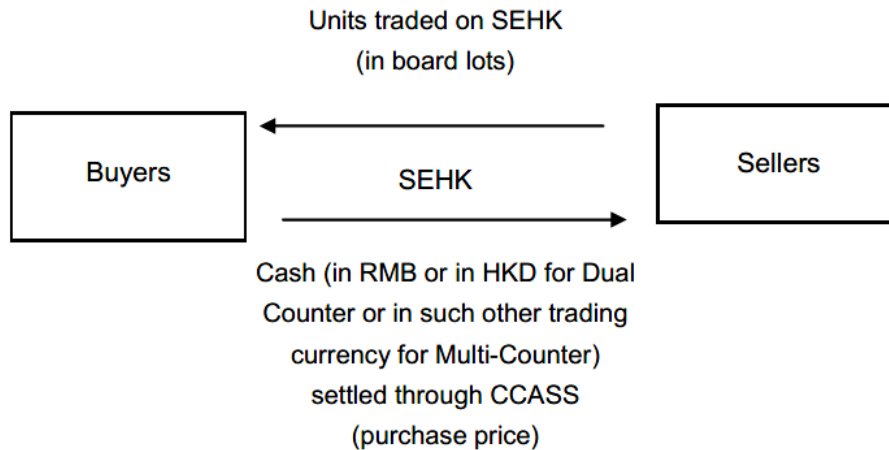 Units traded on SEHK
(in board lots)
Buyers
SEHK
Sellers
Cash (in RMB or in HKD for Dual
Counter or in such other trading
currency for Multi-Counter)
settled through CCASS
(purchase price)